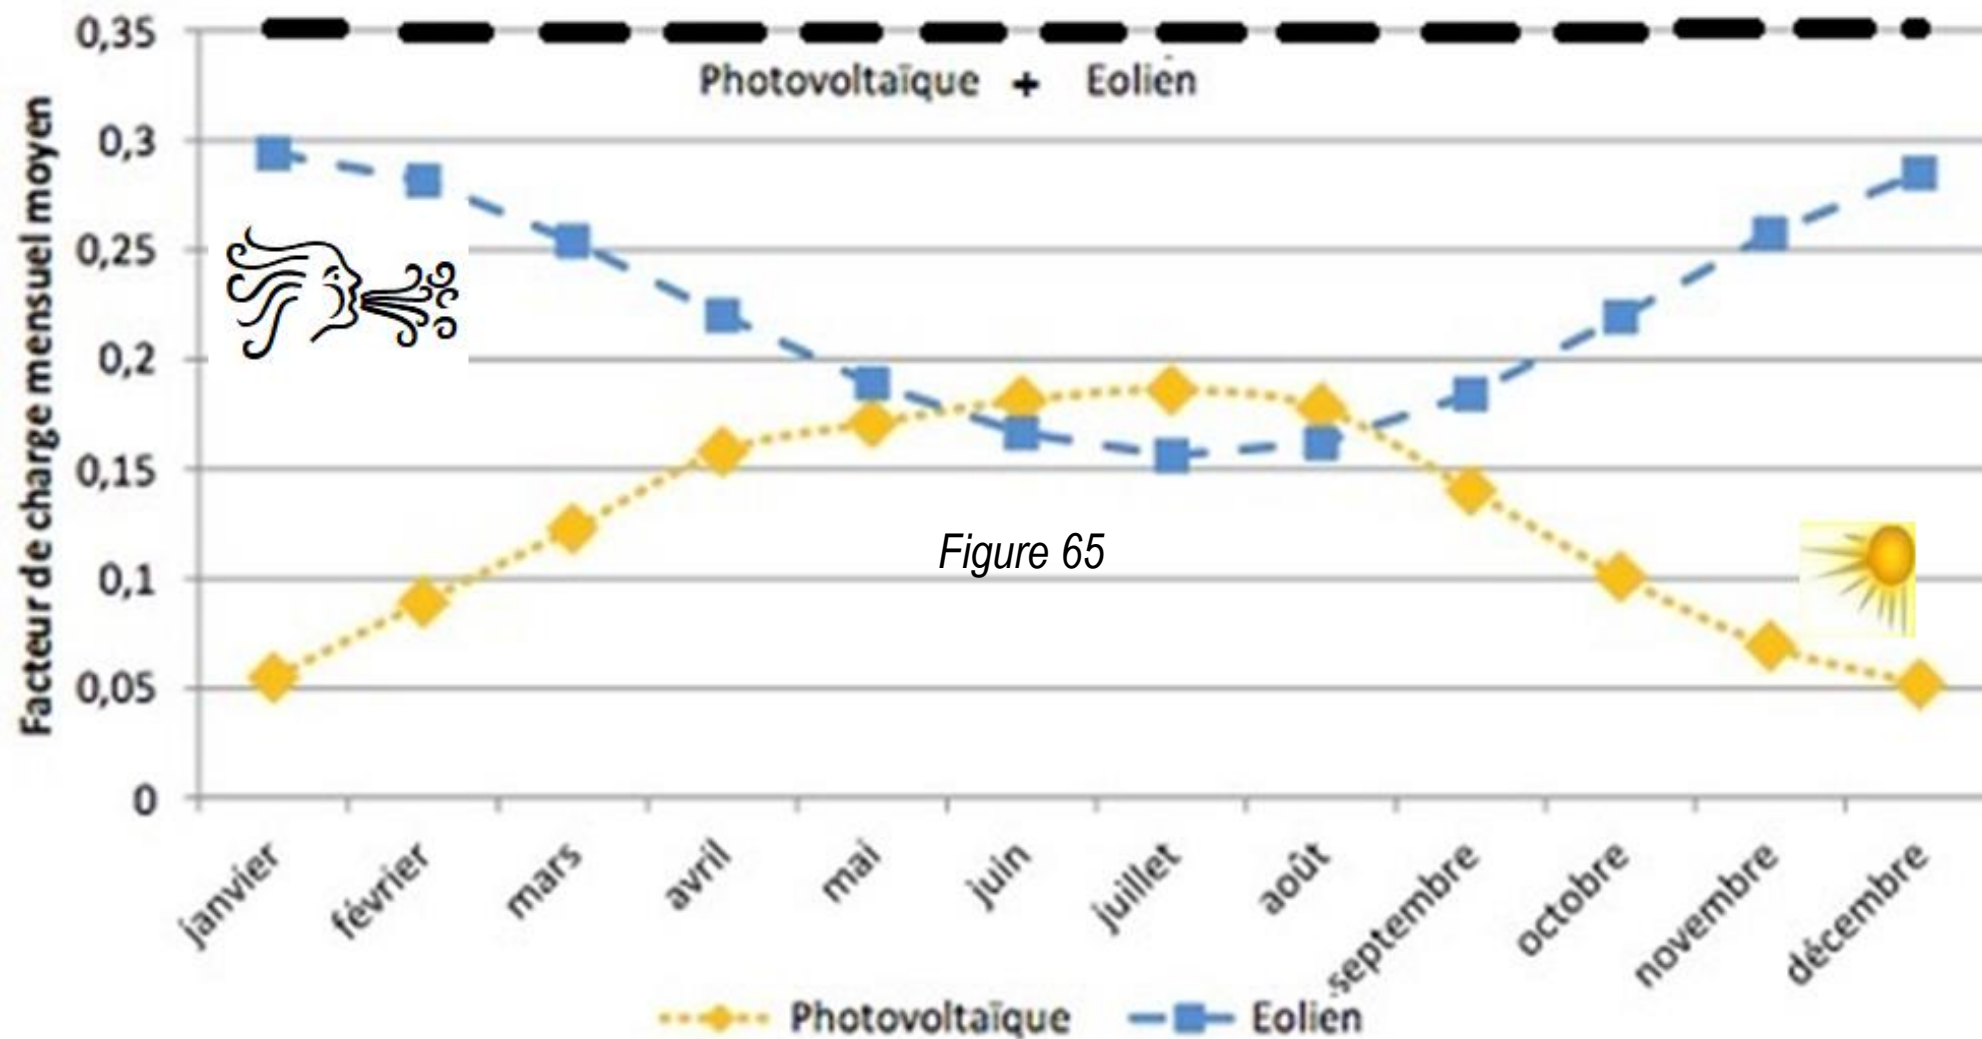 Facteur de charge mensuel moyen
0,35
0,3
0,25
0,2
0,15
0,1
0,05
0
Photovoltaïque + Eolien
Figure 65
janvier
février
mars
avril
mai
juin
juillet
août
septembre
octobre
novembre
décembre
Photovoltaïque
Eolien